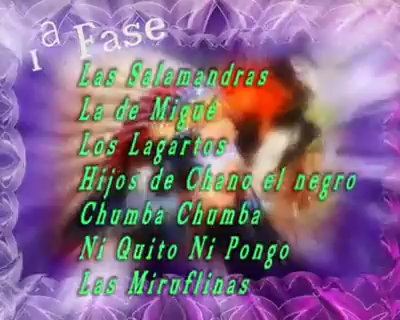 1a Fase
Las Salamandras
La de Migué
Los Lagartos
Hijos de Chano el negro
Chumba Chumba
Ni Quito Ni Pongo
Las Miruflinas